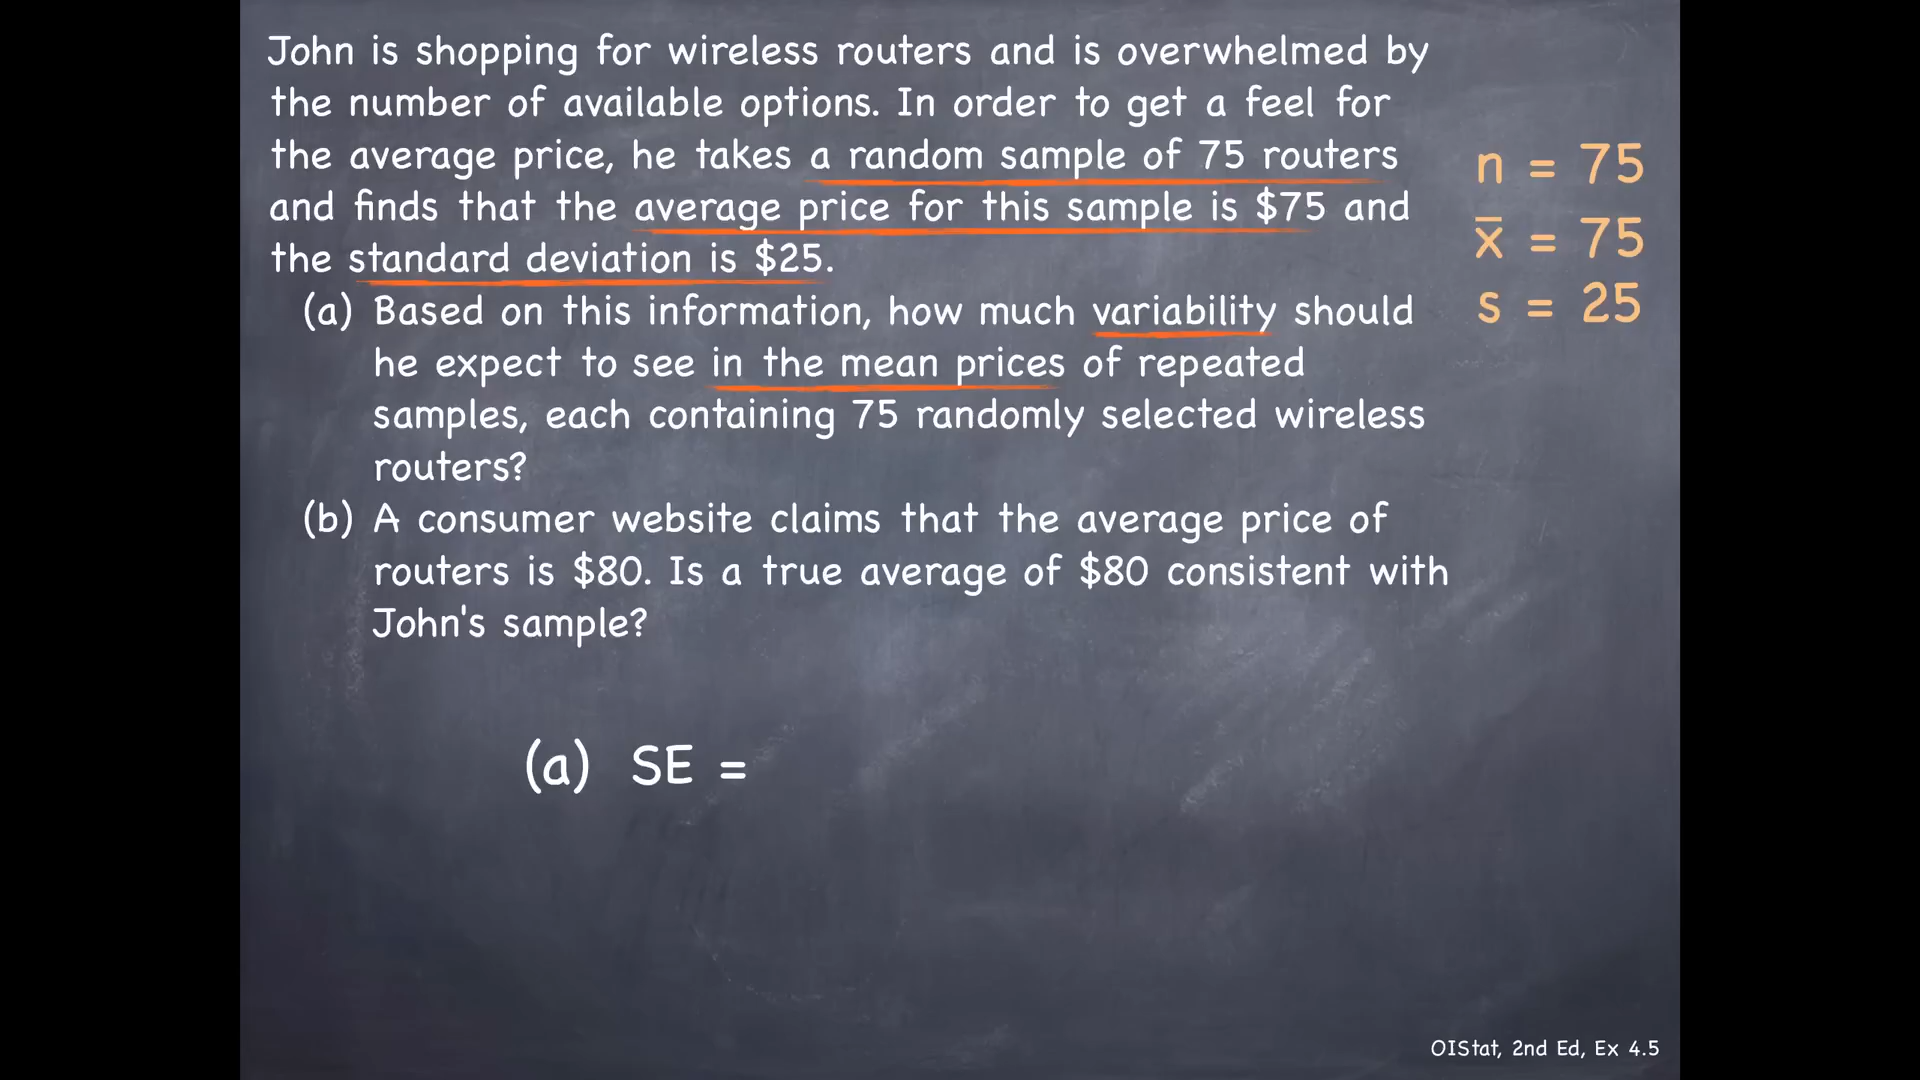 John is shopping for wireless routers and is overwhelmed by
the number of available options. In order to get a feel for
the average price, he takes a random sample of 75 routers
and finds that the average price for this sample is $75 and
the standard deviation is $25.
(a) Based on this information, how much variability should
he expect to see in the mean prices of repeated
samples, each containing 75 randomly selected wireless
routers?
(b) A consumer website claims that the average price of
routers is $80. Is a true average of $80 consistent with
John's sample?
n = 75
x̄ = 75
s = 25
(a) SE =
OIStat, 2nd Ed, Ex 4.5